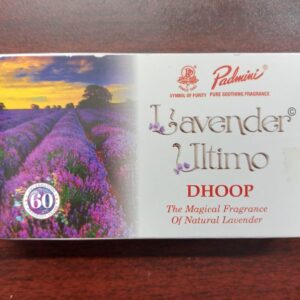 Padmini®
SYMBOL OF PURITY PURE SOOTHING FRAGRANCE
Lavender©
Ultimo
DHOOP
The Magical Fragrance
Of Natural Lavender
60